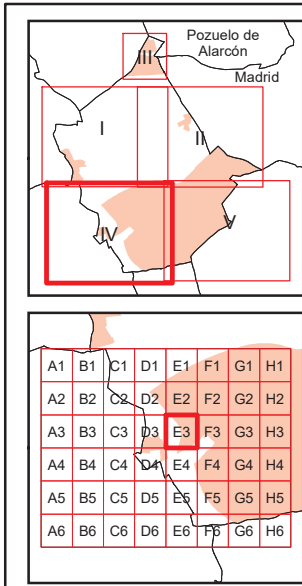 Pozuelo de
Alarcón
Madrid
III
I
II
IV
V
A1 B1 C1 D1 E1 F1 G1 H1
A2 B2 C2 D2 E2 F2 G2 H2
A3 B3 C3 D3 E3 F3 G3 H3
A4 B4 C4 D4 E4 F4 G4 H4
A5 B5 C5 D5 E5 F5 G5 H5
A6 B6 C6 D6 E6 F6 G6 H6